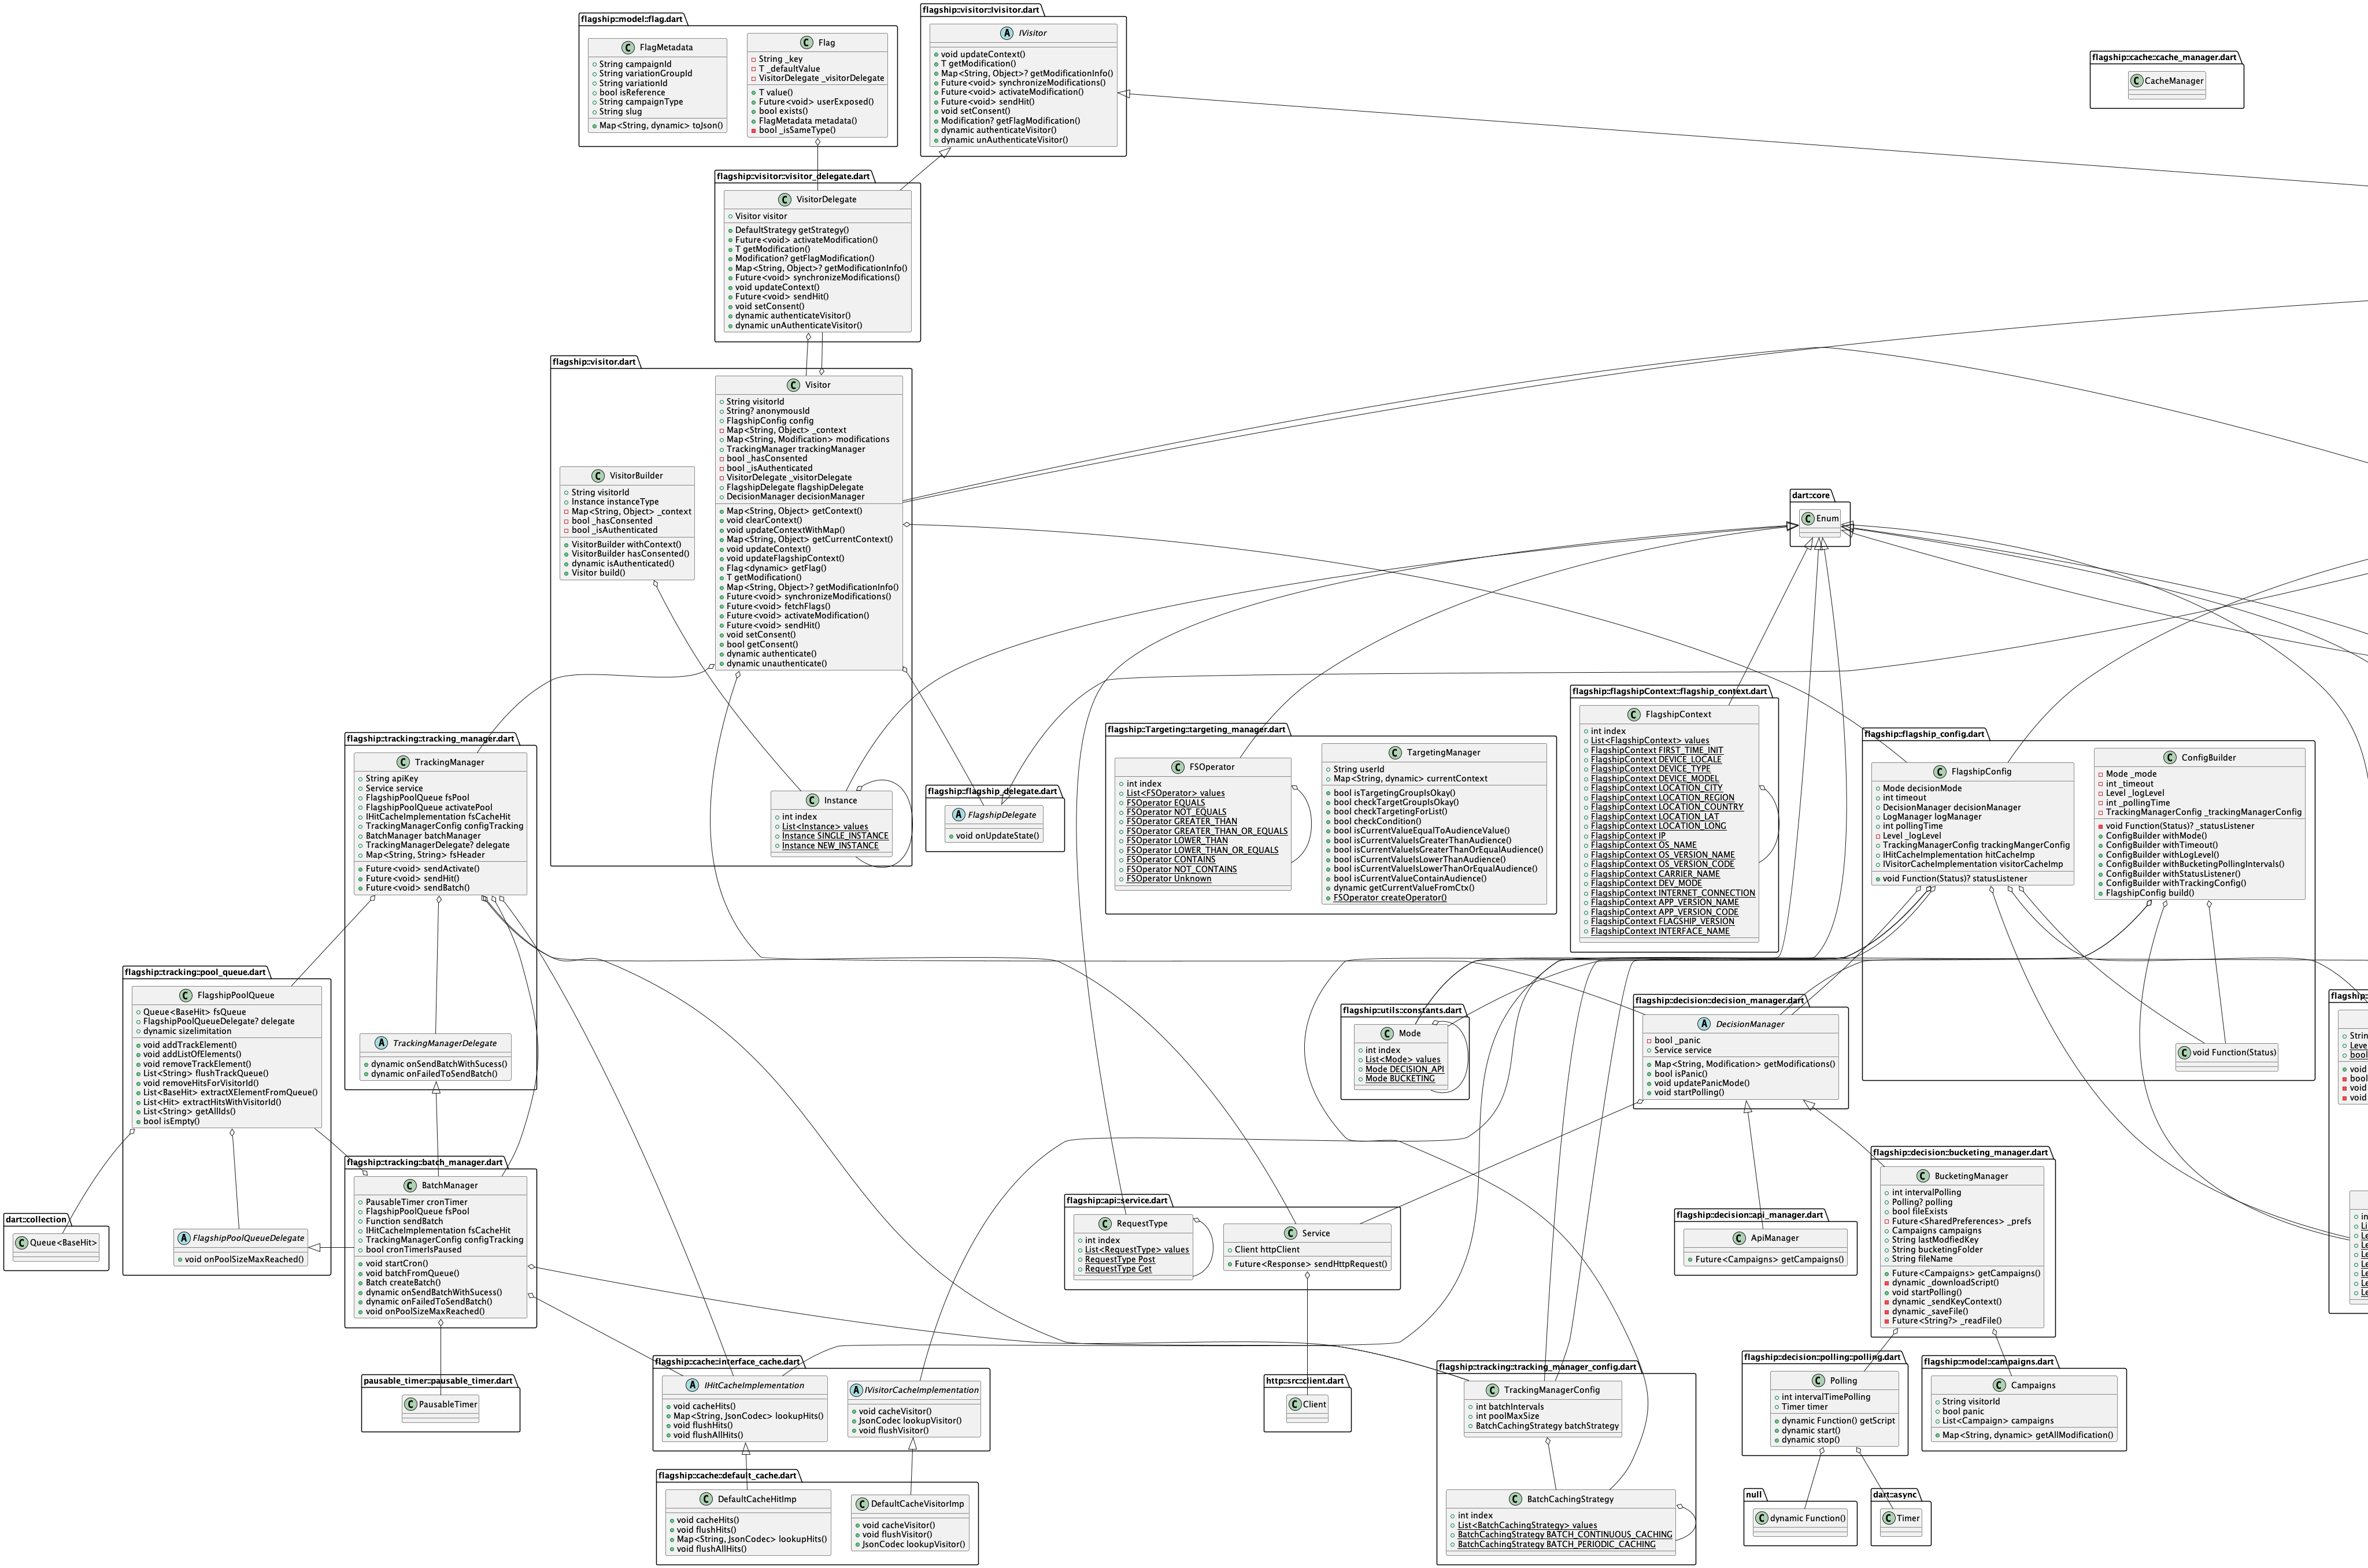 flagship::model::flag.dart
FlagMetadata
String campaignId
String variationGroupId
String variationId
bool isReference
String campaignType
String slug
Map<String, dynamic> toJson()
Flag
String _key
T _defaultValue
VisitorDelegate _visitorDelegate
T value()
Future<void> userExposed()
bool exists()
FlagMetadata metadata()
bool _isSameType()
flagship::visitor::Ivisitor.dart
IVisitor
void updateContext()
T getModification()
Map<String, Object>? getModificationInfo()
Future<void> synchronizeModifications()
Future<void> activateModification()
Future<void> sendHit()
void setConsent()
Modification? getFlagModification()
dynamic authenticateVisitor()
dynamic unAuthenticateVisitor()
flagship::cache::cache_manager.dart
CacheManager
flagship::visitor::visitor_delegate.dart
VisitorDelegate
Visitor visitor
DefaultStrategy getStrategy()
Future<void> activateModification()
T getModification()
Modification? getFlagModification()
Map<String, Object>? getModificationInfo()
Future<void> synchronizeModifications()
void updateContext()
Future<void> sendHit()
void setConsent()
dynamic authenticateVisitor()
dynamic unAuthenticateVisitor()
flagship::visitor.dart
Visitor
String visitorId
String? anonymousId
FlagshipConfig config
Map<String, Object> _context
Map<String, Modification> modifications
TrackingManager trackingManager
bool _hasConsented
bool _isAuthenticated
VisitorDelegate _visitorDelegate
FlagshipDelegate flagshipDelegate
DecisionManager decisionManager
Map<String, Object> getContext()
void clearContext()
void updateContextWithMap()
Map<String, Object> getCurrentContext()
void updateContext()
void updateFlagshipContext()
Flag<dynamic> getFlag()
T getModification()
Map<String, Object>? getModificationInfo()
Future<void> synchronizeModifications()
Future<void> fetchFlags()
Future<void> activateModification()
Future<void> sendHit()
void setConsent()
bool getConsent()
dynamic authenticate()
dynamic unauthenticate()
VisitorBuilder
String visitorId
Instance instanceType
Map<String, Object> _context
bool _hasConsented
bool _isAuthenticated
VisitorBuilder withContext()
VisitorBuilder hasConsented()
dynamic isAuthenticated()
Visitor build()
Instance
int index
List<Instance> values
Instance SINGLE_INSTANCE
Instance NEW_INSTANCE
dart::core
Enum
flagship::flagship_delegate.dart
FlagshipDelegate
void onUpdateState()
flagship::Targeting::targeting_manager.dart
FSOperator
int index
List<FSOperator> values
FSOperator EQUALS
FSOperator NOT_EQUALS
FSOperator GREATER_THAN
FSOperator GREATER_THAN_OR_EQUALS
FSOperator LOWER_THAN
FSOperator LOWER_THAN_OR_EQUALS
FSOperator CONTAINS
FSOperator NOT_CONTAINS
FSOperator Unknown
TargetingManager
String userId
Map<String, dynamic> currentContext
bool isTargetingGroupIsOkay()
bool checkTargetGroupIsOkay()
bool checkTargetingForList()
bool checkCondition()
bool isCurrentValueEqualToAudienceValue()
bool isCurrentValueIsGreaterThanAudience()
bool isCurrentValueIsGreaterThanOrEqualAudience()
bool isCurrentValueIsLowerThanAudience()
bool isCurrentValueIsLowerThanOrEqualAudience()
bool isCurrentValueContainAudience()
dynamic getCurrentValueFromCtx()
FSOperator createOperator()
flagship::flagshipContext::flagship_context.dart
FlagshipContext
int index
List<FlagshipContext> values
FlagshipContext FIRST_TIME_INIT
FlagshipContext DEVICE_LOCALE
FlagshipContext DEVICE_TYPE
FlagshipContext DEVICE_MODEL
FlagshipContext LOCATION_CITY
FlagshipContext LOCATION_REGION
FlagshipContext LOCATION_COUNTRY
FlagshipContext LOCATION_LAT
FlagshipContext LOCATION_LONG
FlagshipContext IP
FlagshipContext OS_NAME
FlagshipContext OS_VERSION_NAME
FlagshipContext OS_VERSION_CODE
FlagshipContext CARRIER_NAME
FlagshipContext DEV_MODE
FlagshipContext INTERNET_CONNECTION
FlagshipContext APP_VERSION_NAME
FlagshipContext APP_VERSION_CODE
FlagshipContext FLAGSHIP_VERSION
FlagshipContext INTERFACE_NAME
flagship::flagship_config.dart
FlagshipConfig
Mode decisionMode
int timeout
DecisionManager decisionManager
LogManager logManager
int pollingTime
Level _logLevel
TrackingManagerConfig trackingMangerConfig
IHitCacheImplementation hitCacheImp
IVisitorCacheImplementation visitorCacheImp
void Function(Status)? statusListener
ConfigBuilder
Mode _mode
int _timeout
Level _logLevel
int _pollingTime
TrackingManagerConfig _trackingManagerConfig
void Function(Status)? _statusListener
ConfigBuilder withMode()
ConfigBuilder withTimeout()
ConfigBuilder withLogLevel()
ConfigBuilder withBucketingPollingIntervals()
ConfigBuilder withStatusListener()
ConfigBuilder withTrackingConfig()
FlagshipConfig build()
void Function(Status)
flagship::tracking::tracking_manager.dart
TrackingManager
String apiKey
Service service
FlagshipPoolQueue fsPool
FlagshipPoolQueue activatePool
IHitCacheImplementation fsCacheHit
TrackingManagerConfig configTracking
BatchManager batchManager
TrackingManagerDelegate? delegate
Map<String, String> fsHeader
Future<void> sendActivate()
Future<void> sendHit()
Future<void> sendBatch()
TrackingManagerDelegate
dynamic onSendBatchWithSucess()
dynamic onFailedToSendBatch()
flagship::tracking::pool_queue.dart
FlagshipPoolQueue
Queue<BaseHit> fsQueue
FlagshipPoolQueueDelegate? delegate
dynamic sizelimitation
void addTrackElement()
void addListOfElements()
void removeTrackElement()
List<String> flushTrackQueue()
void removeHitsForVisitorId()
List<BaseHit> extractXElementFromQueue()
List<Hit> extractHitsWithVisitorId()
List<String> getAllIds()
bool isEmpty()
FlagshipPoolQueueDelegate
void onPoolSizeMaxReached()
flagship::utils::constants.dart
Mode
int index
List<Mode> values
Mode DECISION_API
Mode BUCKETING
flagship::decision::decision_manager.dart
DecisionManager
bool _panic
Service service
Map<String, Modification> getModifications()
bool isPanic()
void updatePanicMode()
void startPolling()
flagship::
Strin
Leve
bool
void
bool
void
void
flagship::tracking::batch_manager.dart
BatchManager
PausableTimer cronTimer
FlagshipPoolQueue fsPool
Function sendBatch
IHitCacheImplementation fsCacheHit
TrackingManagerConfig configTracking
bool cronTimerIsPaused
void startCron()
void batchFromQueue()
Batch createBatch()
dynamic onSendBatchWithSucess()
dynamic onFailedToSendBatch()
void onPoolSizeMaxReached()
dart::collection
Queue<BaseHit>
flagship::api::service.dart
RequestType
int index
List<RequestType> values
RequestType Post
RequestType Get
Service
Client httpClient
Future<Response> sendHttpRequest()
flagship::decision::api_manager.dart
ApiManager
Future<Campaigns> getCampaigns()
flagship::decision::bucketing_manager.dart
BucketingManager
int intervalPolling
Polling? polling
bool fileExists
Future<SharedPreferences> _prefs
Campaigns campaigns
String lastModfiedKey
String bucketingFolder
String fileName
Future<Campaigns> getCampaigns()
dynamic _downloadScript()
void startPolling()
dynamic _sendKeyContext()
dynamic _saveFile()
Future<String?> _readFile()
in
Li
Le
Le
Le
Le
Le
Le
pausable_timer::pausable_timer.dart
PausableTimer
flagship::cache::interface_cache.dart
IHitCacheImplementation
void cacheHits()
Map<String, JsonCodec> lookupHits()
void flushHits()
void flushAllHits()
IVisitorCacheImplementation
void cacheVisitor()
JsonCodec lookupVisitor()
void flushVisitor()
http::src::client.dart
Client
flagship::tracking::tracking_manager_config.dart
TrackingManagerConfig
int batchIntervals
int poolMaxSize
BatchCachingStrategy batchStrategy
BatchCachingStrategy
int index
List<BatchCachingStrategy> values
BatchCachingStrategy BATCH_CONTINUOUS_CACHING
BatchCachingStrategy BATCH_PERIODIC_CACHING
flagship::decision::polling::polling.dart
Polling
int intervalTimePolling
Timer timer
dynamic Function() getScript
dynamic start()
dynamic stop()
flagship::model::campaigns.dart
Campaigns
String visitorId
bool panic
List<Campaign> campaigns
Map<String, dynamic> getAllModification()
flagship::cache::default_cache.dart
DefaultCacheHitImp
void cacheHits()
void flushHits()
Map<String, JsonCodec> lookupHits()
void flushAllHits()
DefaultCacheVisitorImp
void cacheVisitor()
void flushVisitor()
JsonCodec lookupVisitor()
null
dynamic Function()
dart::async
Timer